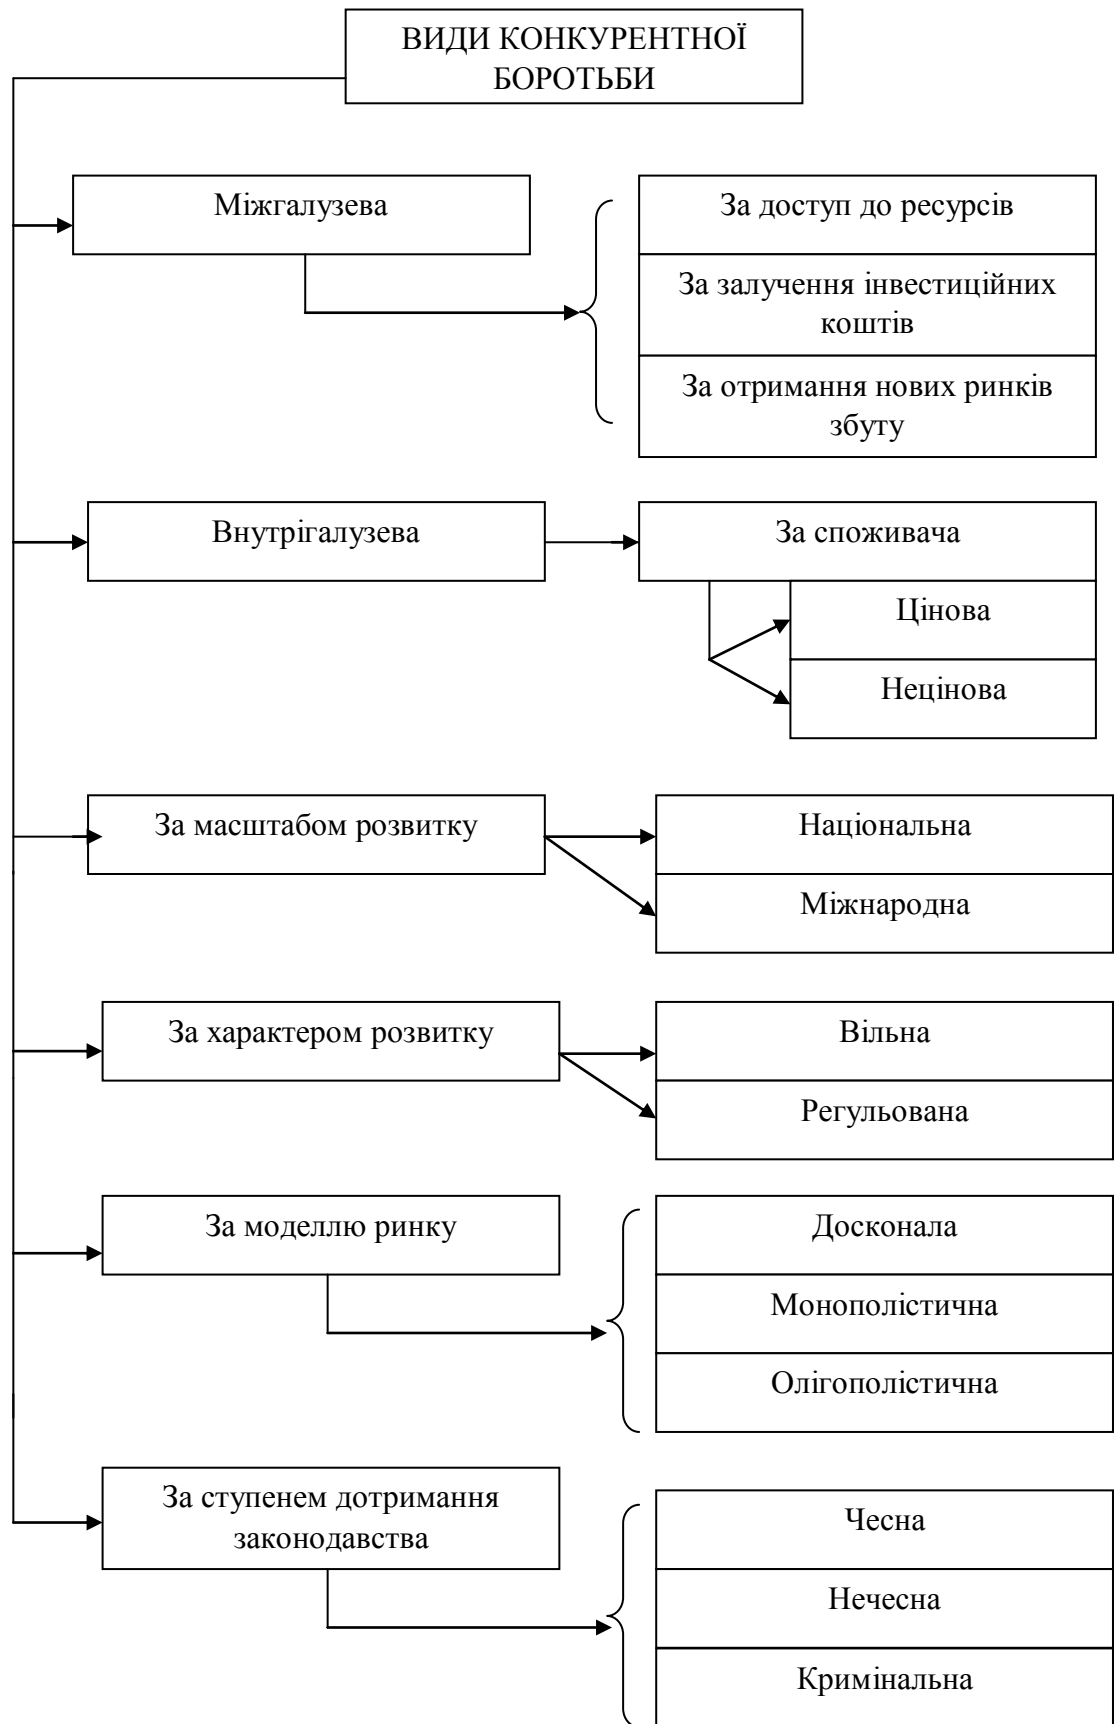 ВИДИ КОНКУРЕНТНОЇ
БОРОТЬБИ
Міжгалузева
За доступ до ресурсів
За залучення інвестиційних
коштів
За отримання нових ринків
збуту
Внутрігалузева
За споживача
Цінова
Нецінова
За масштабом розвитку
Національна
Міжнародна
За характером розвитку
Вільна
Регульована
За моделлю ринку
Досконала
Монополістична
Олігополістична
За ступенем дотримання
законодавства
Чесна
Нечесна
Кримінальна